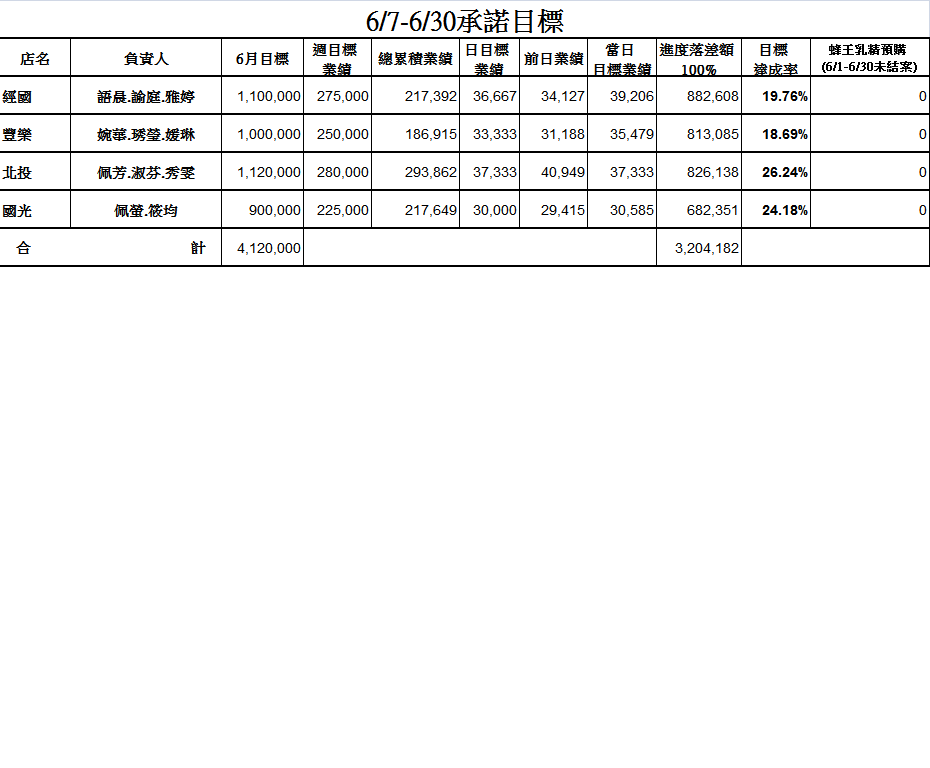 6/7-6/30承諾目標
店名 負責人 6月目標 週目標業績 總累積業績 日目標業績 前日業績 當日目標業績 進度落差額100% 目標達成率 蜂王乳精預購(6/1-6/30未結案)
經國 語晨.諭庭.雅婷 1,100,000 275,000 217,392 36,667 34,127 39,206 882,608 19.76% 0
豐樂 婉華.琇瑩.媛琳 1,000,000 250,000 186,915 33,333 31,188 35,479 813,085 18.69% 0
北投 佩芳.淑芬.秀雯 1,120,000 280,000 293,862 37,333 40,949 37,333 826,138 26.24% 0
國光 佩螢.筱均 900,000 225,000 217,649 30,000 29,415 30,585 682,351 24.18% 0
合計 4,120,000 3,204,182